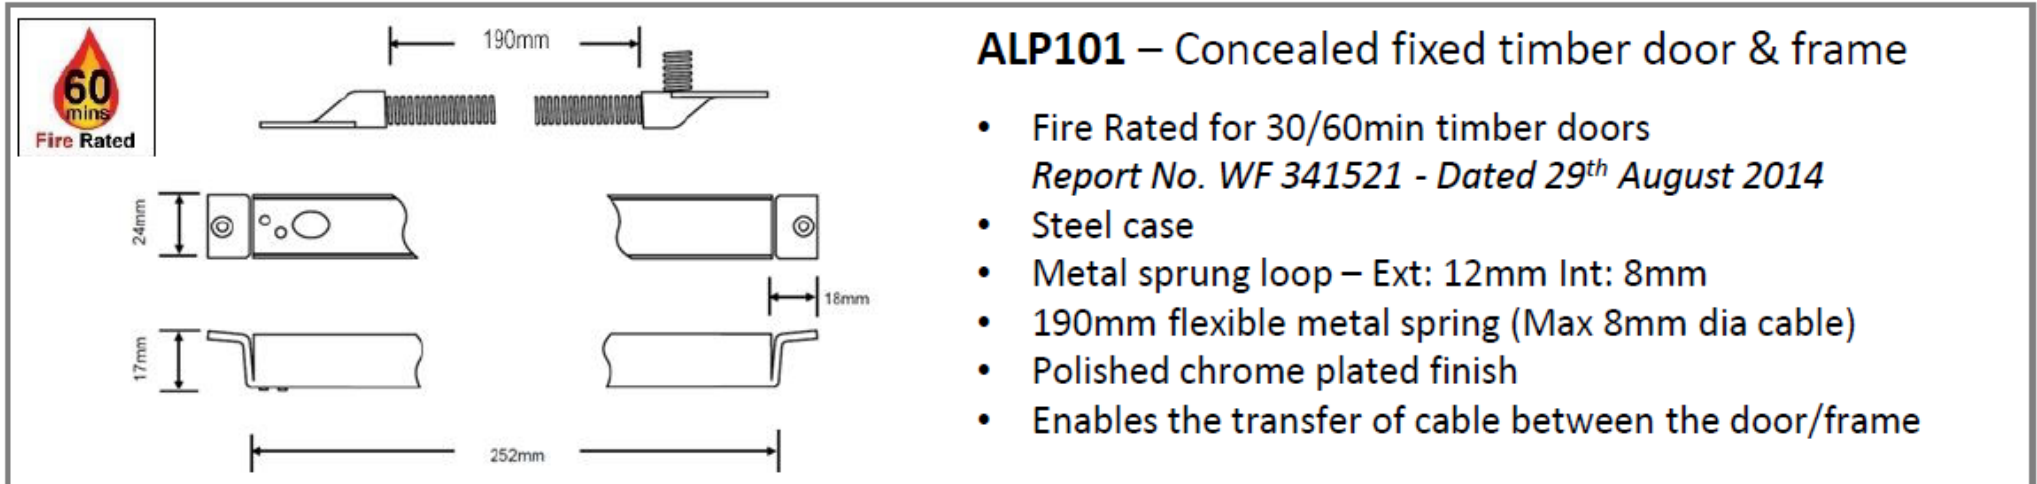 60
mins
Fire Rated
190mm
24mm
18mm
17mm
252mm
ALP101 – Concealed fixed timber door & frame
• Fire Rated for 30/60min timber doors
Report No. WF 341521 - Dated 29th August 2014
• Steel case
• Metal sprung loop – Ext: 12mm Int: 8mm
• 190mm flexible metal spring (Max 8mm dia cable)
• Polished chrome plated finish
• Enables the transfer of cable between the door/frame